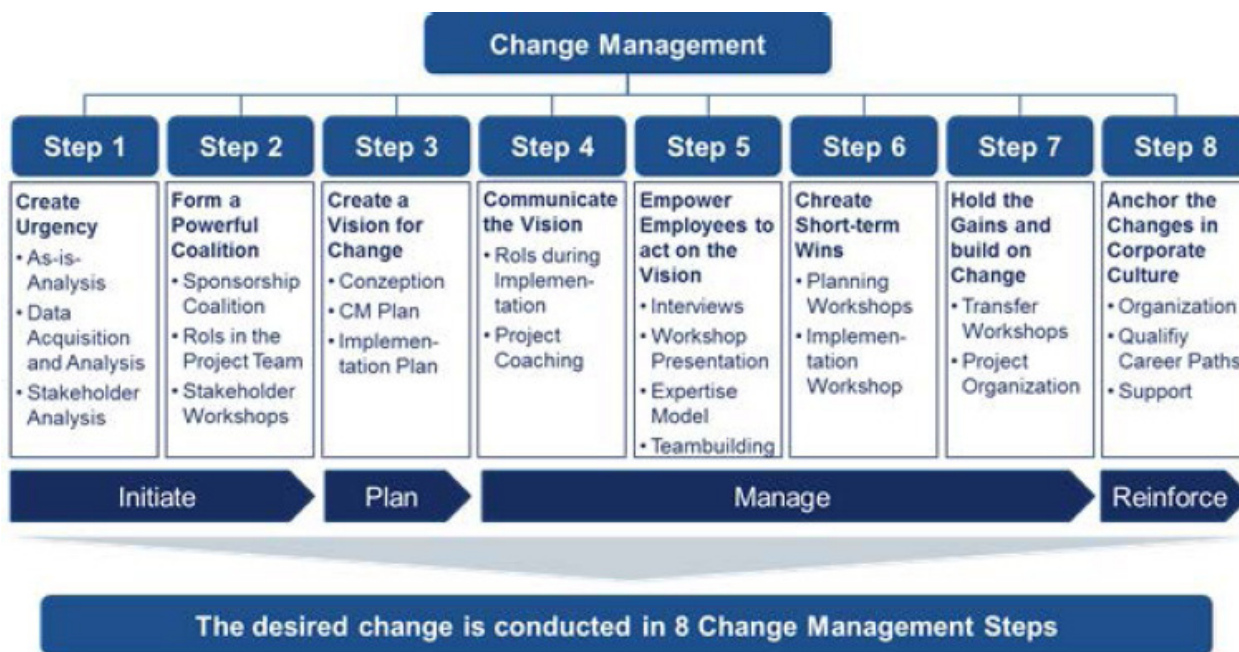 Change Management
Step 1
Step 2
Step 3
Step 4
Step 5
Step 6
Step 7
Step 8
Create
Urgency
• As-is-
Analysis
• Data
Acquisition
and Analysis
• Stakeholder
Analysis
Form a
Powerful
Coalition
• Sponsorship
Coalition
• Rols in the
Project Team
• Stakeholder
Workshops
Create a
Vision for
Change
• Conzeption
• CM Plan
• Implemen-
tation Plan
Communicate
the Vision
• Rols during
Implemen-
tation
• Project
Coaching
Empower
Employees to
act on the
Vision
• Interviews
• Workshop
Presentation
• Expertise
Model
• Teambuilding
Chreate
Short-term
Wins
• Planning
Workshops
• Implemen-
tation
Workshop
Hold the
Gains and
build on
Change
• Transfer
Workshops
• Project
Organization
Anchor the
Changes in
Corporate
Culture
• Organization
• Qualifiy
Career Paths
• Support
Initiate
Plan
Manage
Reinforce
The desired change is conducted in 8 Change Management Steps